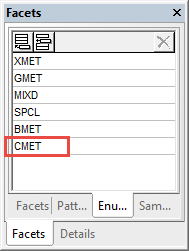 Facets
XMET
GMET
MIXD
SPCL
BMET
CMET
Facets Patt... Enu... Sam...
Facets Details